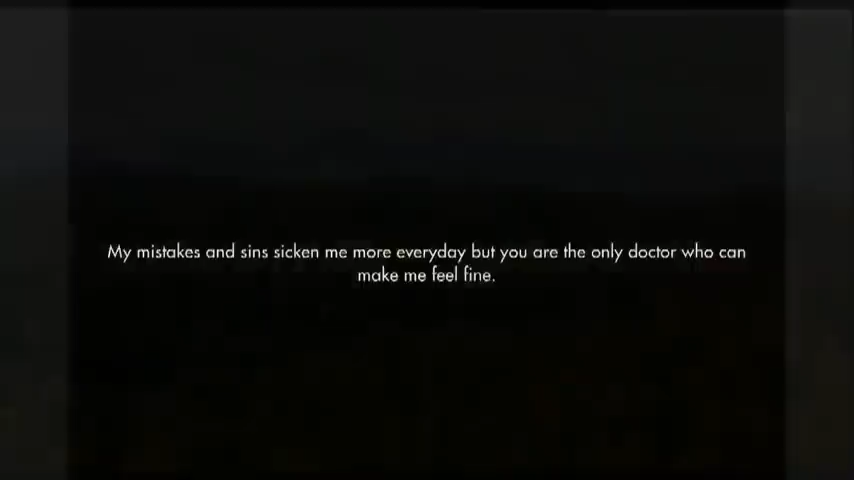 My mistakes and sins sicken me more everyday but you are the only doctor who can
make me feel fine.